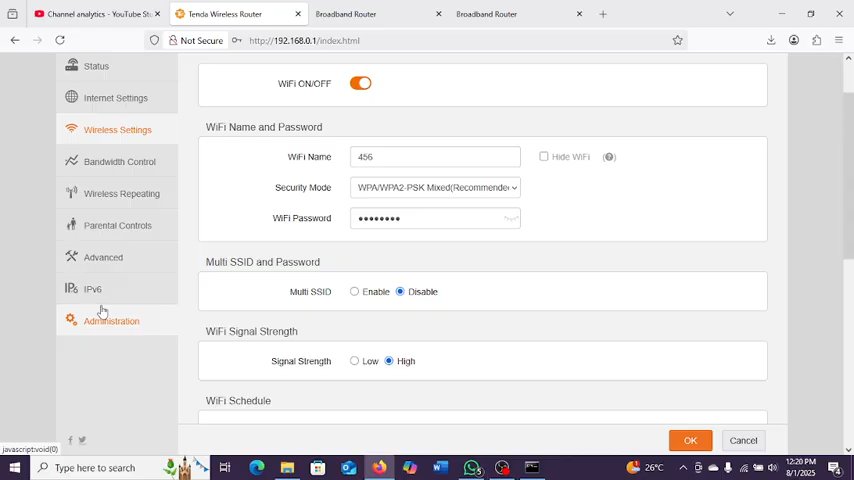 Channel analytics - YouTube Stu
Tenda Wireless Router
Broadband Router
Broadband Router
Not Secure
http://192.168.0.1/index.html
Status
Internet Settings
Wireless Settings
Bandwidth Control
Wireless Repeating
Parental Controls
Advanced
IPv6
Administration
WiFi ON/OFF
WiFi Name and Password
WiFi Name 456 Hide WiFi
Security Mode WPA/WPA2-PSK Mixed(Recommende
WiFi Password ●●●●●●●●
Multi SSID and Password
Multi SSID Enable Disable
WiFi Signal Strength
Signal Strength Low High
WiFi Schedule
OK Cancel
javascript:void(0)
Type here to search
26°C
12:20 PM
8/1/2025